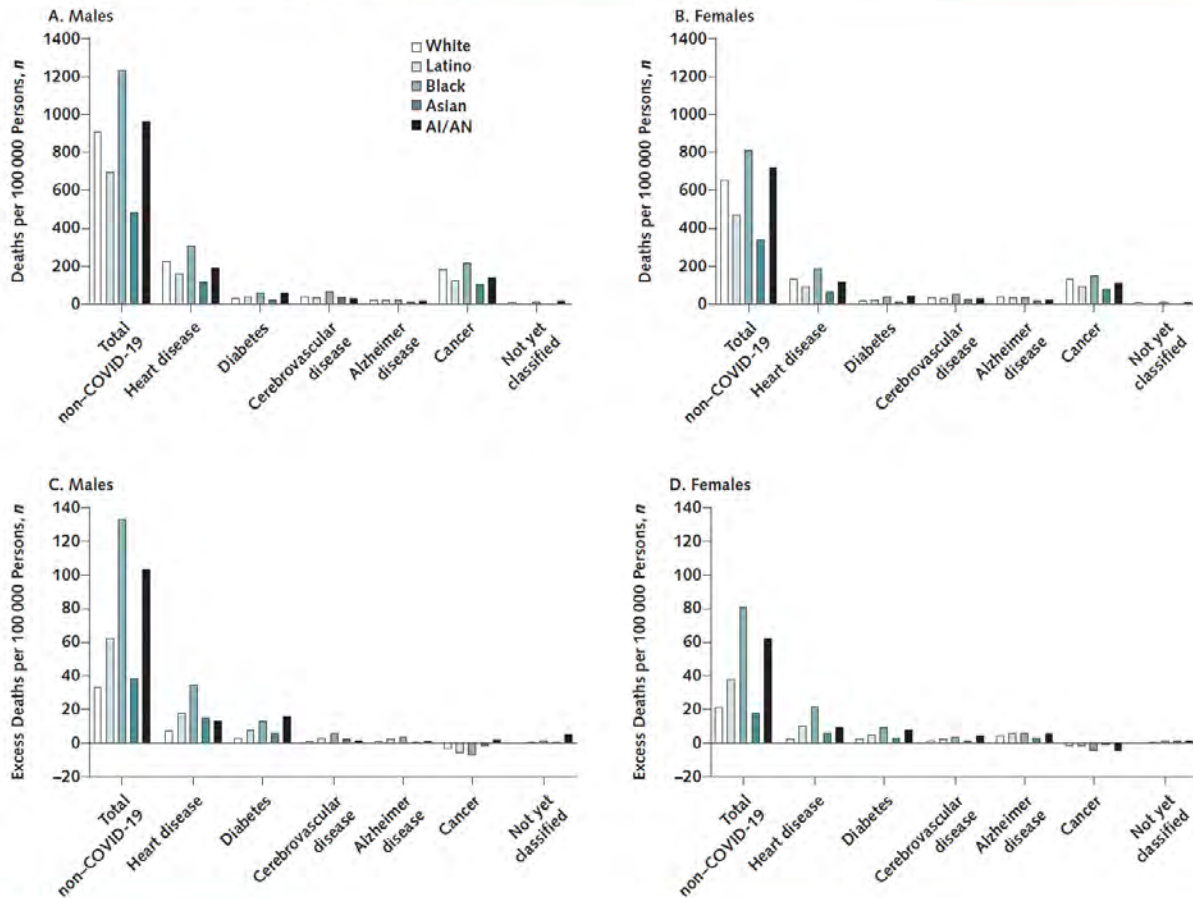 A. Males
Deaths per 100 000 Persons, n
1400
1200
1000
800
600
400
200
0
White
Latino
Black
Asian
AI/AN
Total
non–COVID-19
Heart disease
Diabetes
Cerebrovascular
disease
Alzheimer
disease
Cancer
Not yet
classified
B. Females
Deaths per 100 000 Persons, n
1400
1200
1000
800
600
400
200
0
Total
non–COVID-19
Heart disease
Diabetes
Cerebrovascular
disease
Alzheimer
disease
Cancer
Not yet
classified
C. Males
Excess Deaths per 100 000 Persons, n
140
120
100
80
60
40
20
0
–20
Total
non–COVID-19
Heart disease
Diabetes
Cerebrovascular
disease
Alzheimer
disease
Cancer
Not yet
classified
D. Females
Excess Deaths per 100 000 Persons, n
140
120
100
80
60
40
20
0
–20
Total
non–COVID-19
Heart disease
Diabetes
Cerebrovascular
disease
Alzheimer
disease
Cancer
Not yet
classified